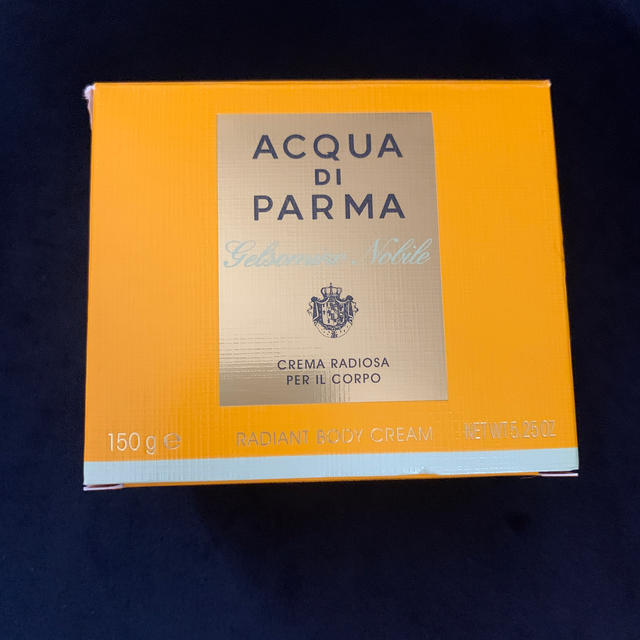 ACQUA
DI
PARMA
Gelsomino Nobile
CREMA RADIOSA
PER IL CORPO
150 g ℮ RADIANT BODY CREAM NET WT 5.25 OZ